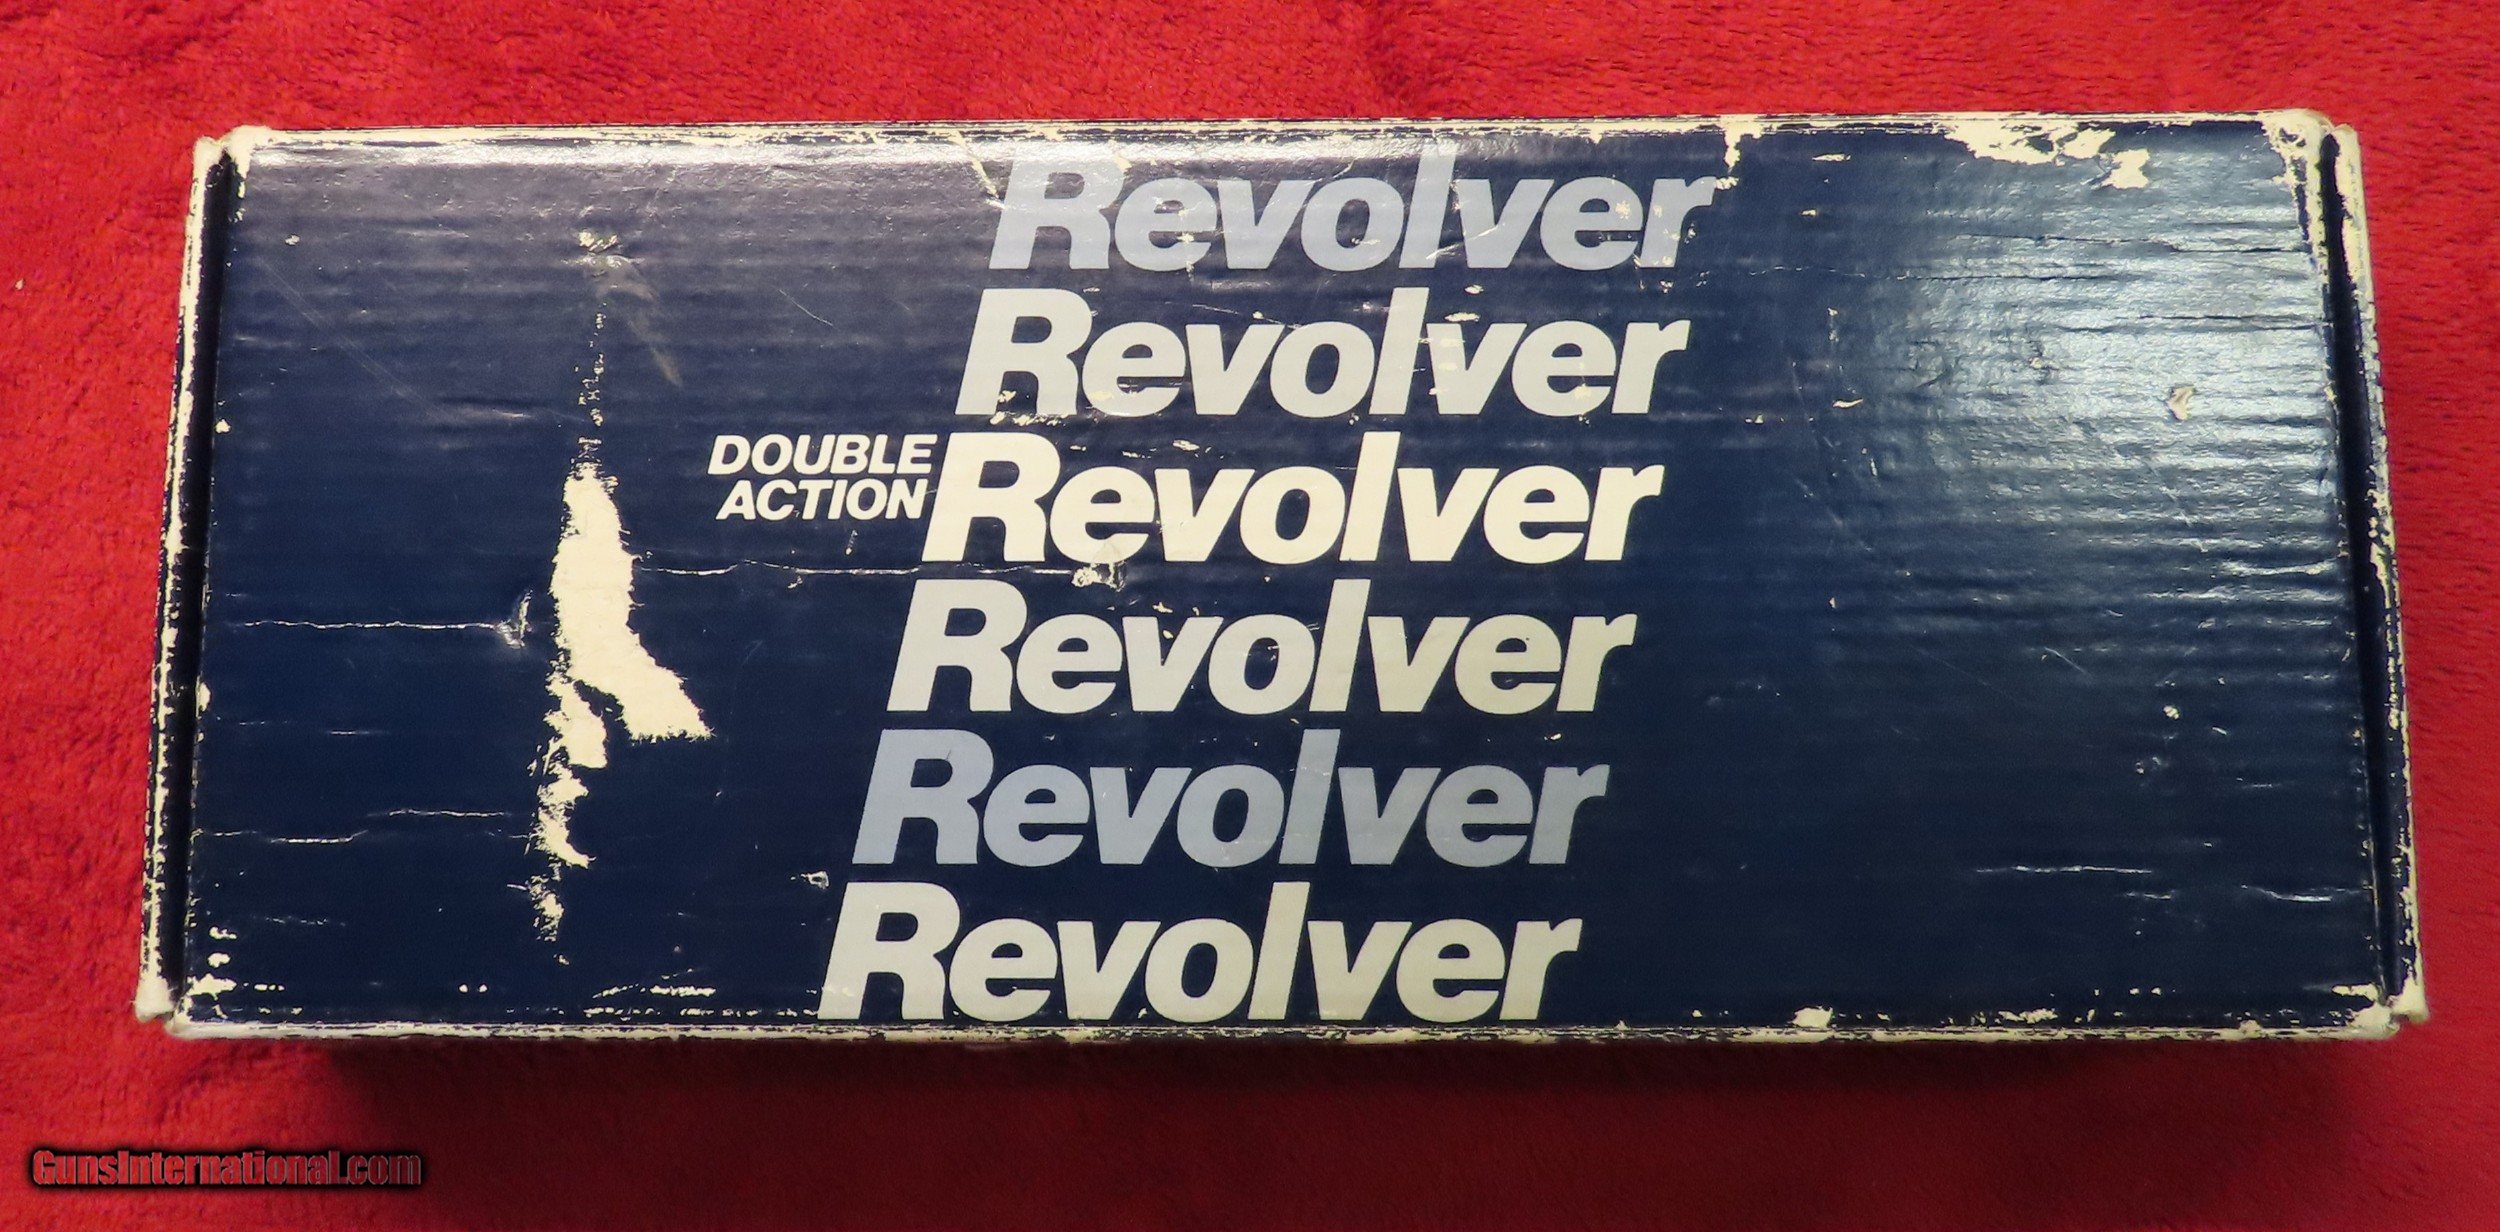 Revolver
Revolver
DOUBLE
ACTION
Revolver
Revolver
Revolver
Revolver
GunsInternational.com